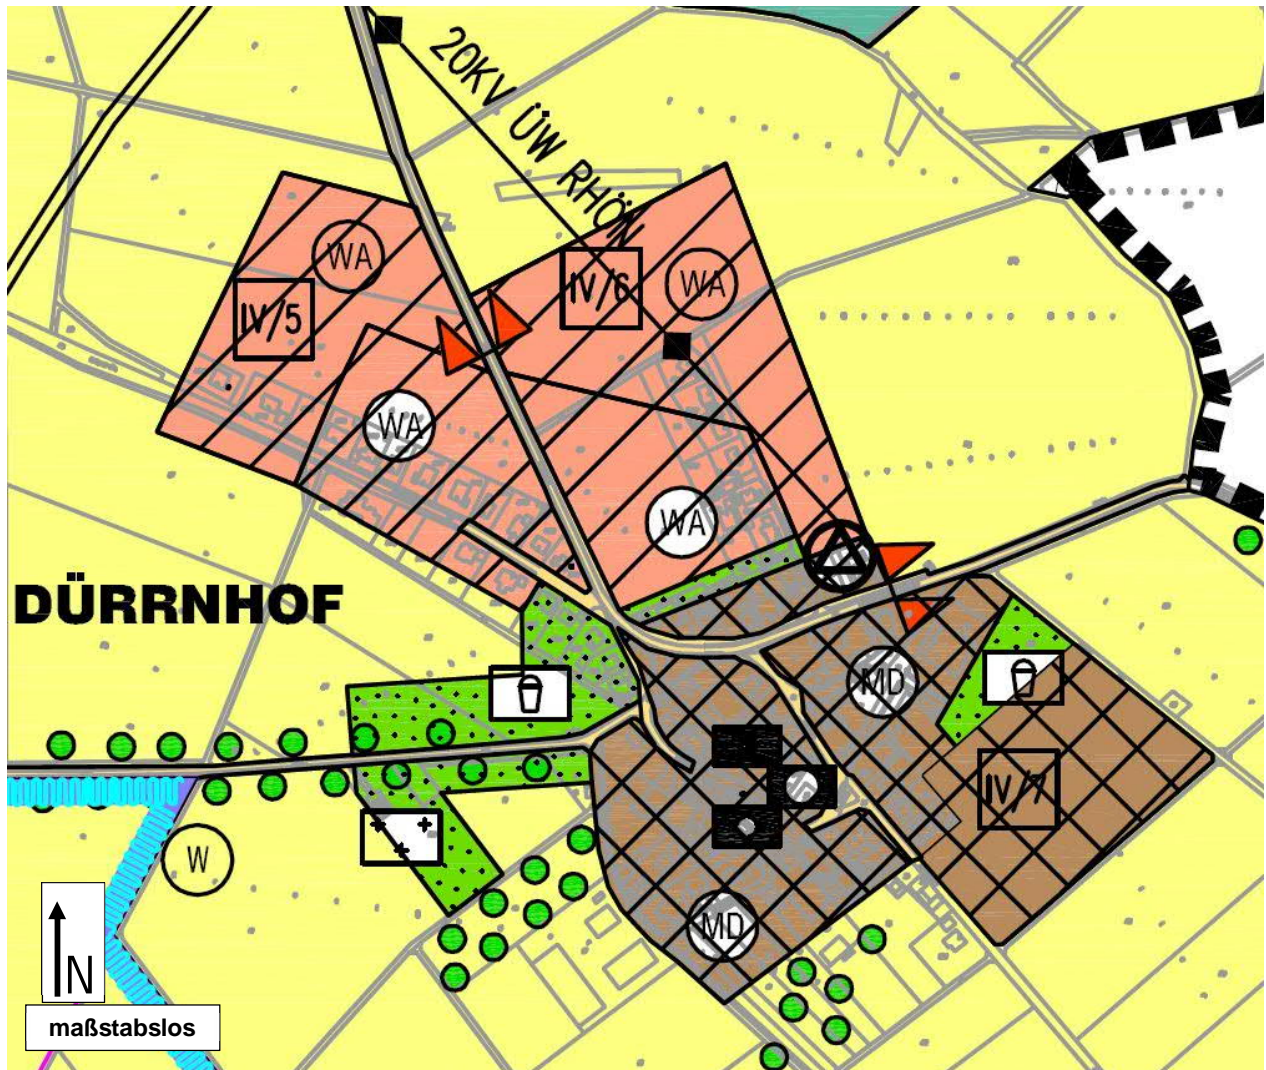 20KV ÜW RHÖN
WA
IV/6
WA
IV/5
WA
WA
DÜRRNHOF
MD
IV/7
W
MD
N
maßstabslos